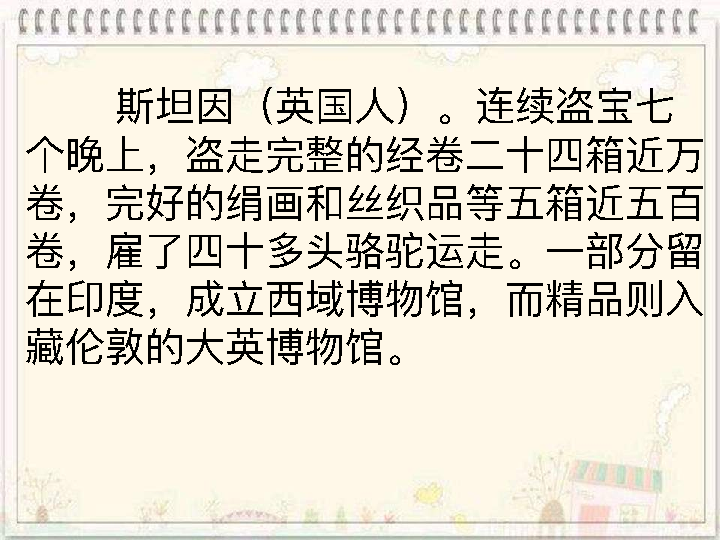 斯坦因（英国人）。连续盗宝七
个晚上，盗走完整的经卷二十四箱近万
卷，完好的绢画和丝织品等五箱近五百
卷，雇了四十多头骆驼运走。一部分留
在印度，成立西域博物馆，而精品则入
藏伦敦的大英博物馆。